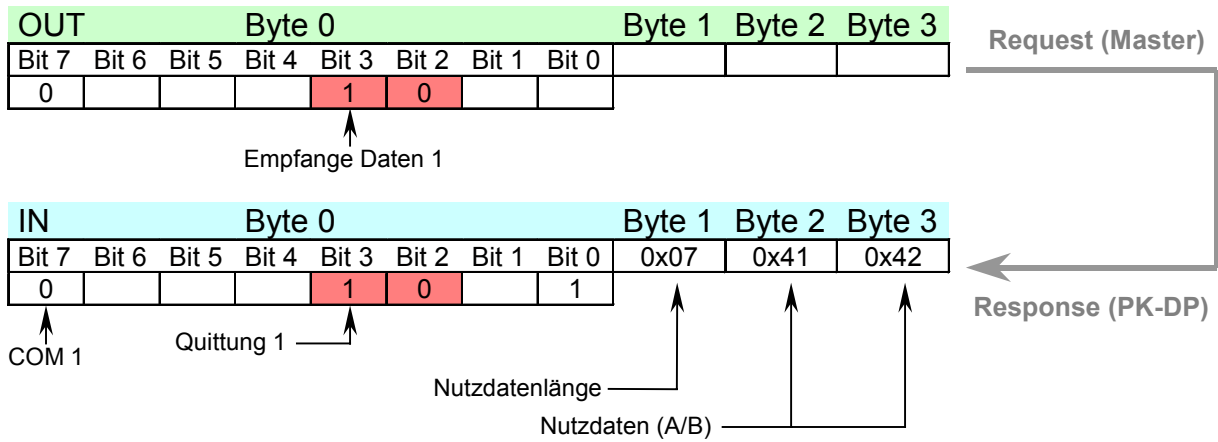 OUT Byte 0 Byte 1 Byte 2 Byte 3
Request (Master)
Bit 7 Bit 6 Bit 5 Bit 4 Bit 3 Bit 2 Bit 1 Bit 0
0 1 0
Empfange Daten 1
IN Byte 0 Byte 1 Byte 2 Byte 3
Bit 7 Bit 6 Bit 5 Bit 4 Bit 3 Bit 2 Bit 1 Bit 0 0x07 0x41 0x42
0 1 0 1
Response (PK-DP)
Quittung 1
COM 1
Nutzdatenlänge
Nutzdaten (A/B)